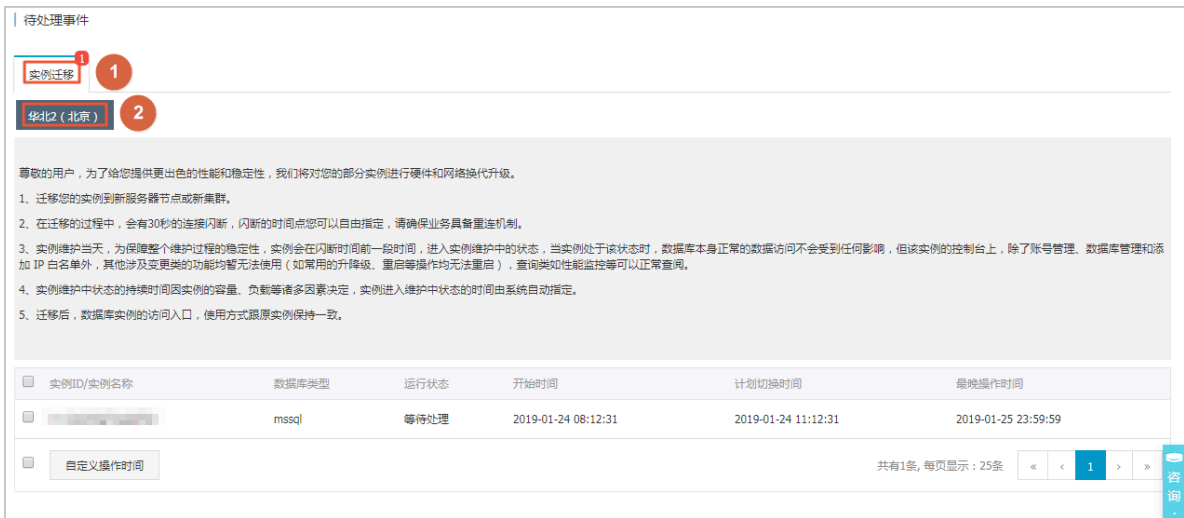 待处理事件
1
实例迁移
1
华北2（北京）
2
尊敬的用户，为了给您提供更出色的性能和稳定性，我们将对您的部分实例进行硬件和网络换代升级。
1、迁移您的实例到新服务器节点或新集群。
2、在迁移的过程中，会有30秒的连接闪断，闪断的时间点您可以自由指定，请确保业务具备重连机制。
3、实例维护当天，为保障整个维护过程的稳定性，实例会在闪断时间前一段时间，进入实例维护中的状态，当实例处于该状态时，数据库本身正常的数据访问不会受到任何影响，但该实例的控制台上，除了账号管理、数据库管理和添
加 IP 白名单外，其他涉及变更类的功能均暂无法使用（如常用的升降级、重启等操作均无法重启），查询类如性能监控等可以正常查阅。
4、实例维护中状态的持续时间因实例的容量、负载等诸多因素决定，实例进入维护中状态的时间由系统自动指定。
5、迁移后，数据库实例的访问入口，使用方式跟原实例保持一致。
实例ID/实例名称 数据库类型 运行状态 开始时间 计划切换时间 最晚操作时间
mssql 等待处理 2019-01-24 08:12:31 2019-01-24 11:12:31 2019-01-25 23:59:59
自定义操作时间 共有1条, 每页显示：25条 « ‹ 1 › »
咨
询